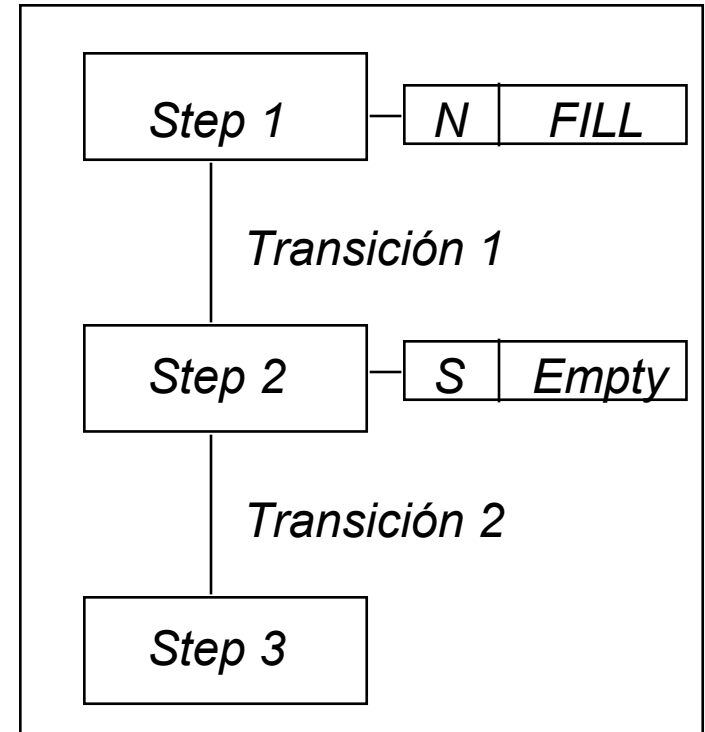 Step 1 N FILL
Transición 1
Step 2 S Empty
Transición 2
Step 3